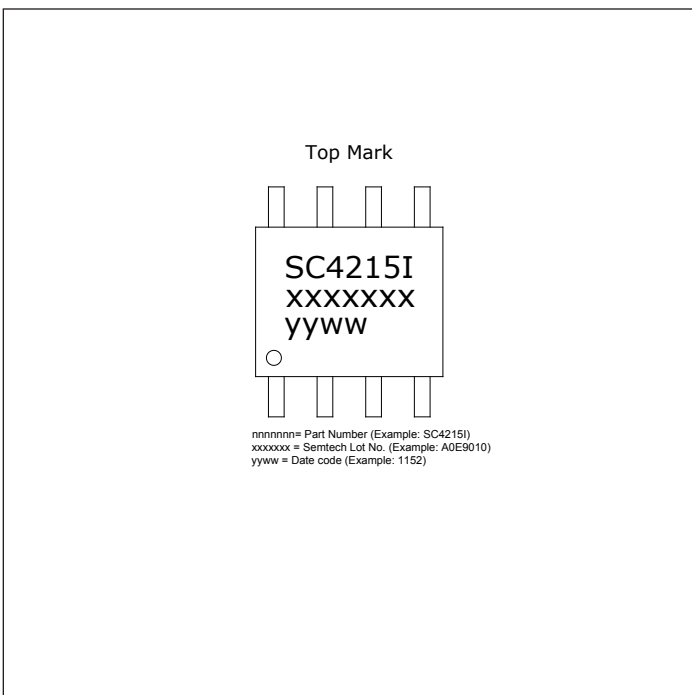 Top Mark
SC4215I
xxxxxxx
yyww
nnnnnnn= Part Number (Example: SC4215I)
xxxxxxx = Semtech Lot No. (Example: A0E9010)
yyww = Date code (Example: 1152)